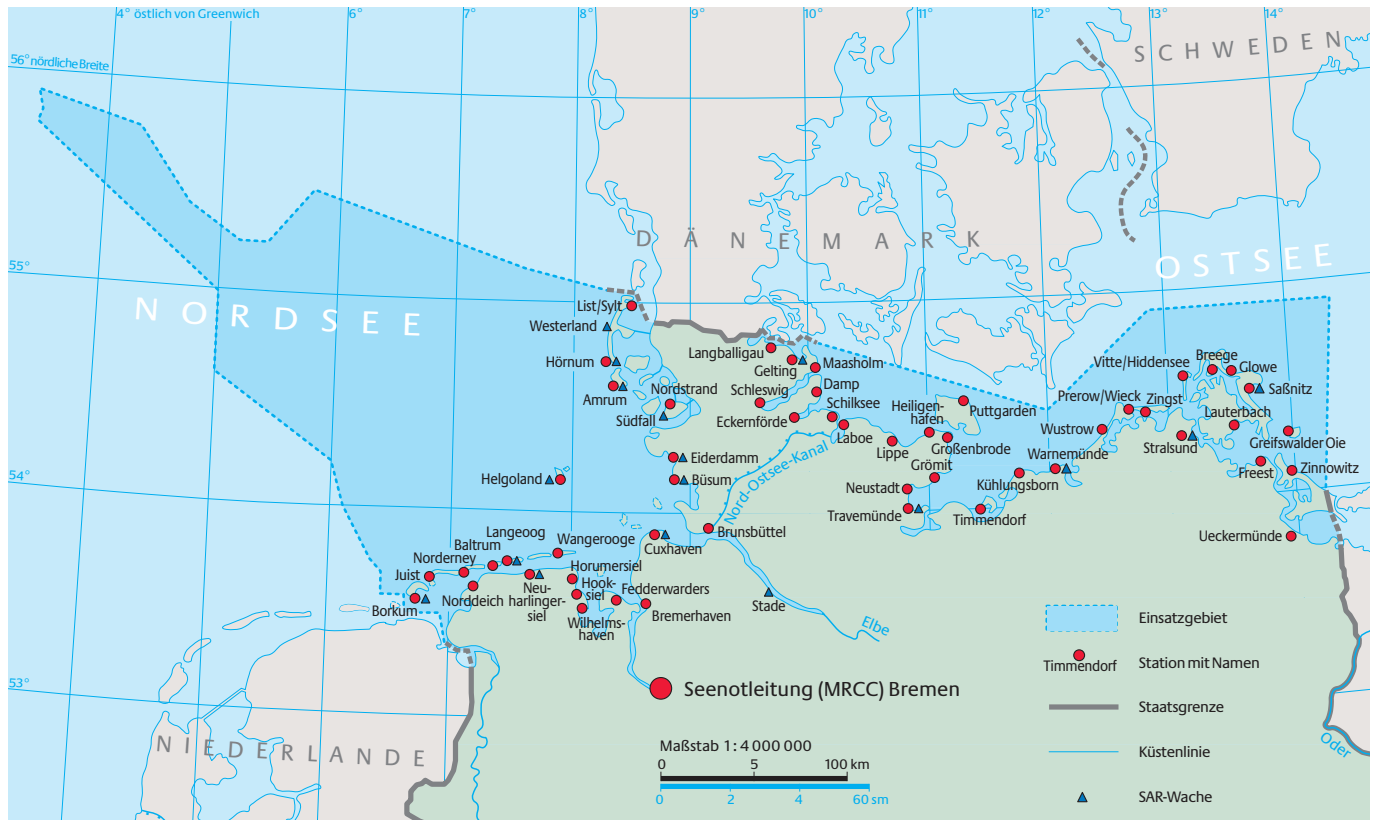 4° östlich von Greenwich
6°
7°
8°
9°
10°
11°
12°
13°
14°
56° nördliche Breite
55°
54°
53°
SCHWEDEN
DÄNEMARK
OSTSEE
NORDSEE
NIEDERLANDE
List/Sylt
Westerland
Hörnum
Amrum
Nordstrand
Südfall
Eiderdamm
Büsum
Helgoland
Langballigau
Gelting
Maasholm
Schleswig
Damp
Eckernförde
Schilksee
Laboe
Lippe
Heiligen-
hafen
Puttgarden
Großenbrode
Grömit
Neustadt
Travemünde
Timmendorf
Kühlungsborn
Warnemünde
Wustrow
Prerow/Wieck
Zingst
Vitte/Hiddensee
Breege
Glowe
Saßnitz
Lauterbach
Stralsund
Greifswalder Oie
Freest
Zinnowitz
Ueckermünde
Nord-Ostsee-Kanal
Brunsbüttel
Cuxhaven
Stade
Elbe
Wangerooge
Langeoog
Baltrum
Norderney
Juist
Borkum
Norddeich
Neu-
harlinger-
siel
Horumersiel
Hook-
siel
Wilhelms-
haven
Fedderwarders
Bremerhaven
Seenotleitung (MRCC) Bremen
Maßstab 1 : 4 000 000
0 5 100 km
0 2 4 60 sm
Einsatzgebiet
Timmendorf
Station mit Namen
Staatsgrenze
Küstenlinie
SAR-Wache
Oder